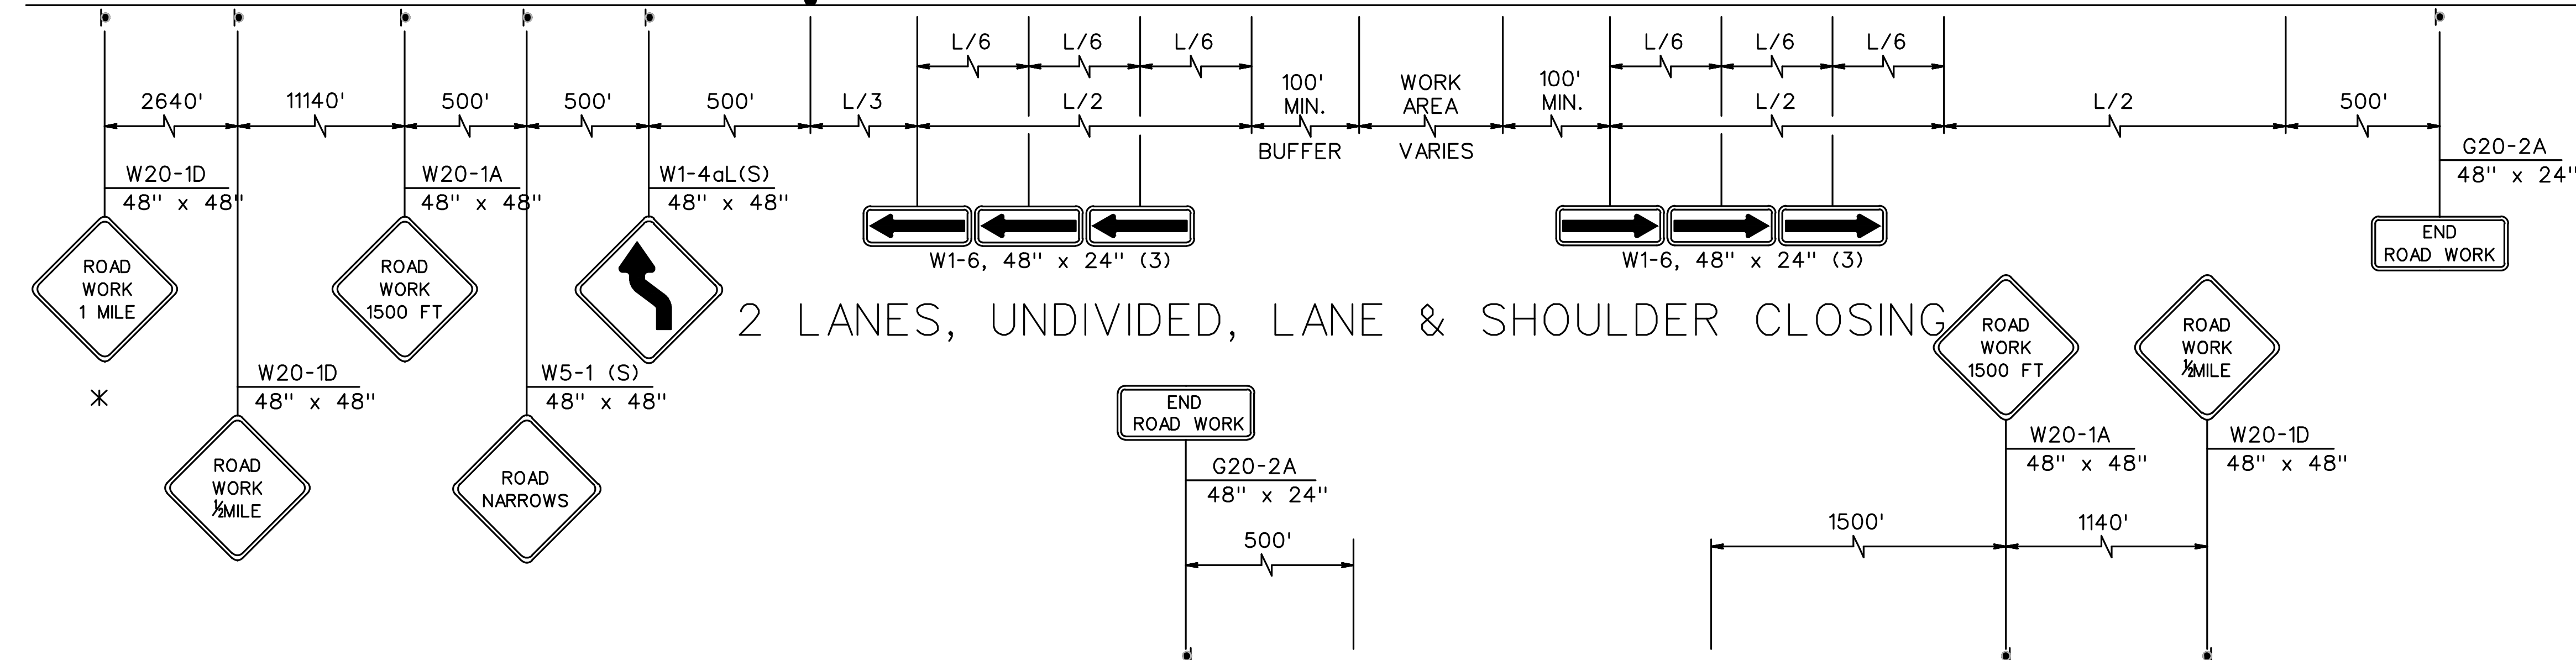 L/6 L/6 L/6 L/6 L/6 L/6
2640' 11140' 500' 500' 500' L/3 L/2 100' MIN. WORK AREA 100' MIN. L/2 L/2 500'
BUFFER VARIES
G20-2A
48" x 24"
W20-1D
48" x 48"
W20-1A
48" x 48"
W1-4aL(S)
48" x 48"
END
ROAD WORK
W1-6, 48" x 24" (3)
W1-6, 48" x 24" (3)
ROAD
WORK
1 MILE
ROAD
WORK
1500 FT
2 LANES, UNDIVIDED, LANE & SHOULDER CLOSING
ROAD
WORK
1500 FT
ROAD
WORK
½MILE
W20-1D
48" x 48"
W5-1 (S)
48" x 48"
END
ROAD WORK
W20-1A
48" x 48"
W20-1D
48" x 48"
ROAD
WORK
½MILE
ROAD
NARROWS
G20-2A
48" x 24"
500'
1500' 1140'